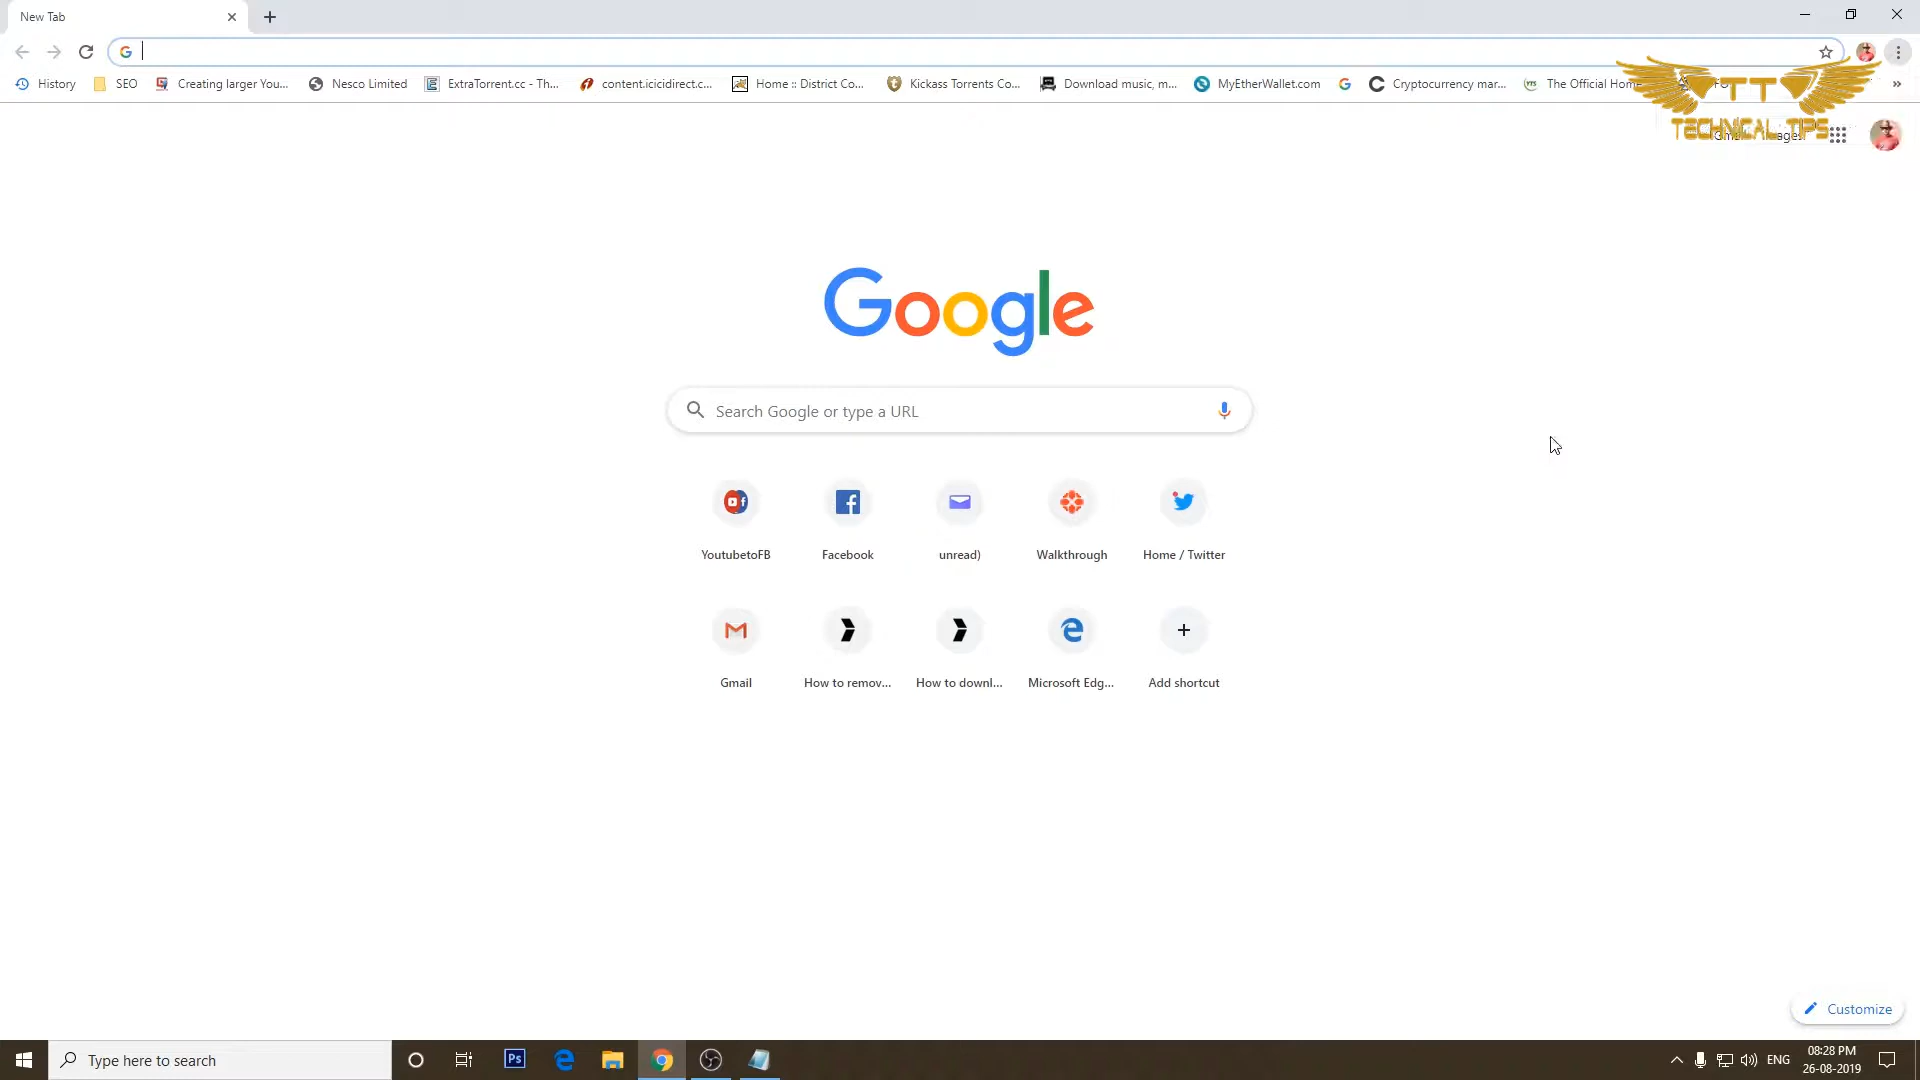 New Tab
History
SEO
Creating larger You...
Nesco Limited
ExtraTorrent.cc - Th...
content.icicidirect.c...
Home :: District Co...
Kickass Torrents Co...
Download music, m...
MyEtherWallet.com
Cryptocurrency mar...
The Official Home
»
TT
TECHNICAL TIPS
Google
Search Google or type a URL
YoutubetoFB
Facebook
unread)
Walkthrough
Home / Twitter
Gmail
How to remov...
How to downl...
Microsoft Edg...
Add shortcut
Customize
Type here to search
Ps
ENG
08:28 PM
26-08-2019